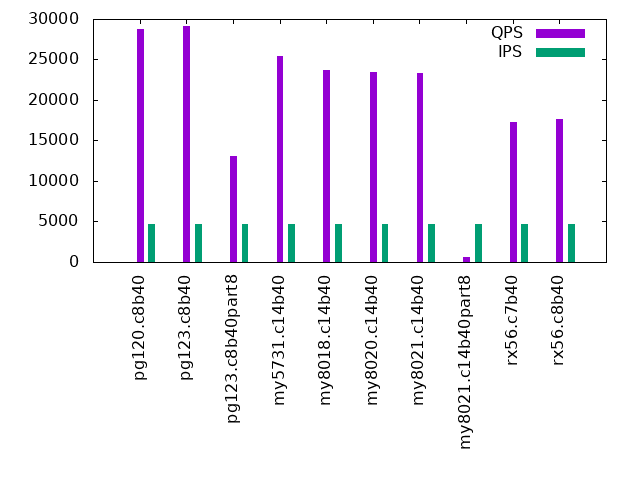 30000
25000
20000
15000
10000
5000
0
QPS
IPS
pg120.c8b40
pg123.c8b40
pg123.c8b40part8
my5731.c14b40
my8018.c14b40
my8020.c14b40
my8021.c14b40
my8021.c14b40part8
rx56.c7b40
rx56.c8b40